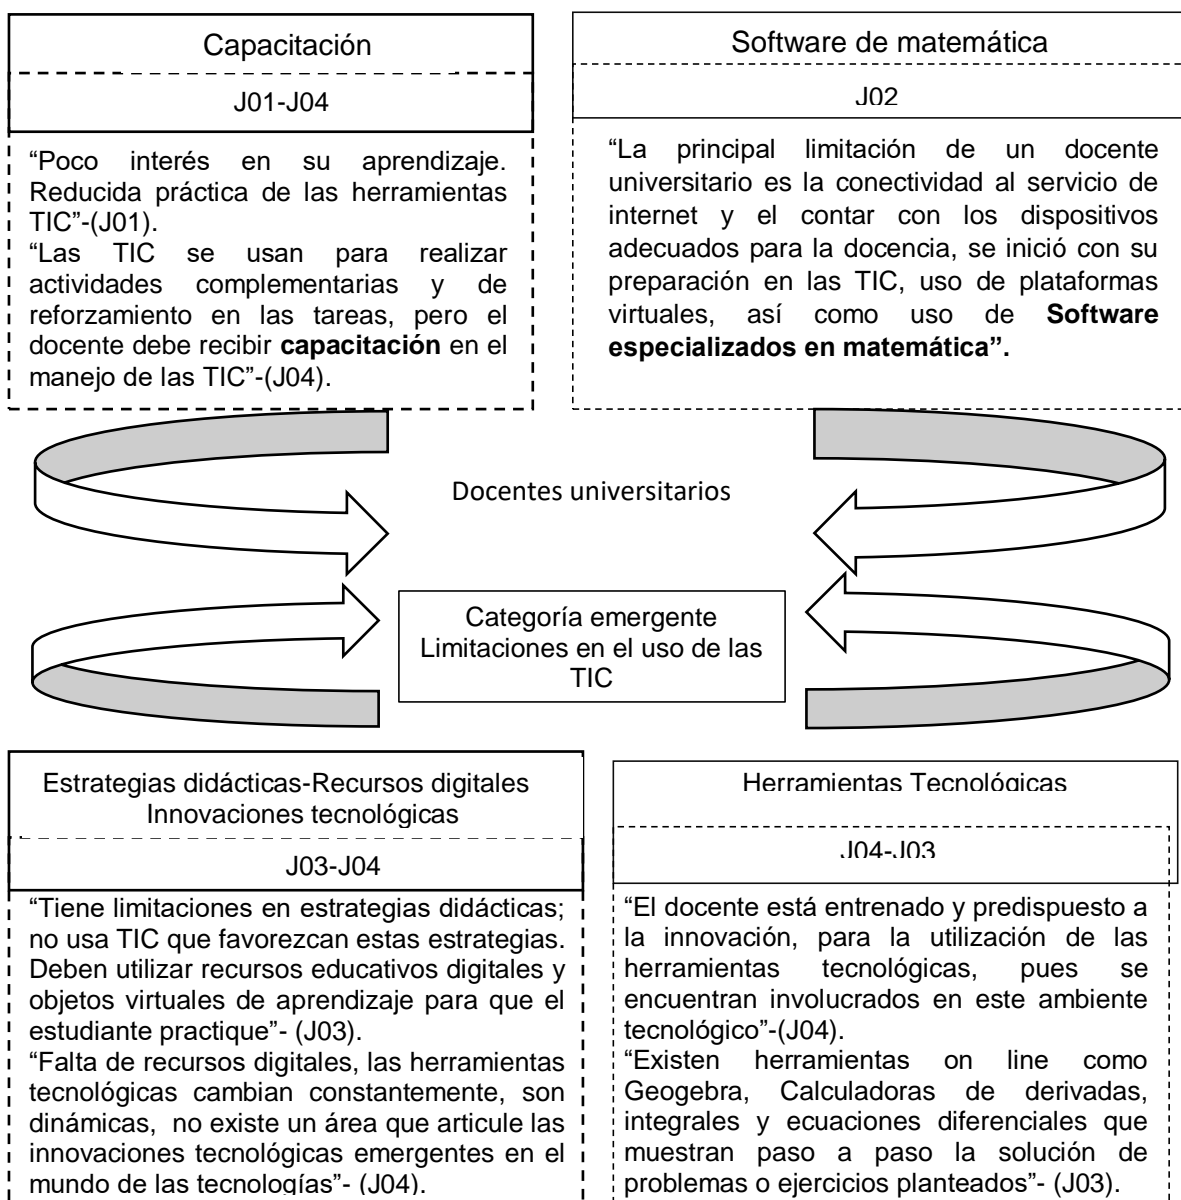 Capacitación
J01-J04
“Poco interés en su aprendizaje.
Reducida práctica de las herramientas
TIC”-(J01).
“Las TIC se usan para realizar
actividades complementarias y de
reforzamiento en las tareas, pero el
docente debe recibir capacitación en el
manejo de las TIC”-(J04).
Software de matemática
J02
“La principal limitación de un docente
universitario es la conectividad al servicio de
internet y el contar con los dispositivos
adecuados para la docencia, se inició con su
preparación en las TIC, uso de plataformas
virtuales, así como uso de Software
especializados en matemática”.
Docentes universitarios
Categoría emergente
Limitaciones en el uso de las
TIC
Estrategias didácticas-Recursos digitales
Innovaciones tecnológicas
J03-J04
“Tiene limitaciones en estrategias didácticas;
no usa TIC que favorezcan estas estrategias.
Deben utilizar recursos educativos digitales y
objetos virtuales de aprendizaje para que el
estudiante practique”- (J03).
“Falta de recursos digitales, las herramientas
tecnológicas cambian constantemente, son
dinámicas, no existe un área que articule las
innovaciones tecnológicas emergentes en el
mundo de las tecnologías”- (J04).
Herramientas Tecnológicas
J04-J03
“El docente está entrenado y predispuesto a
la innovación, para la utilización de las
herramientas tecnológicas, pues se
encuentran involucrados en este ambiente
tecnológico”-(J04).
“Existen herramientas on line como
Geogebra, Calculadoras de derivadas,
integrales y ecuaciones diferenciales que
muestran paso a paso la solución de
problemas o ejercicios planteados”- (J03).